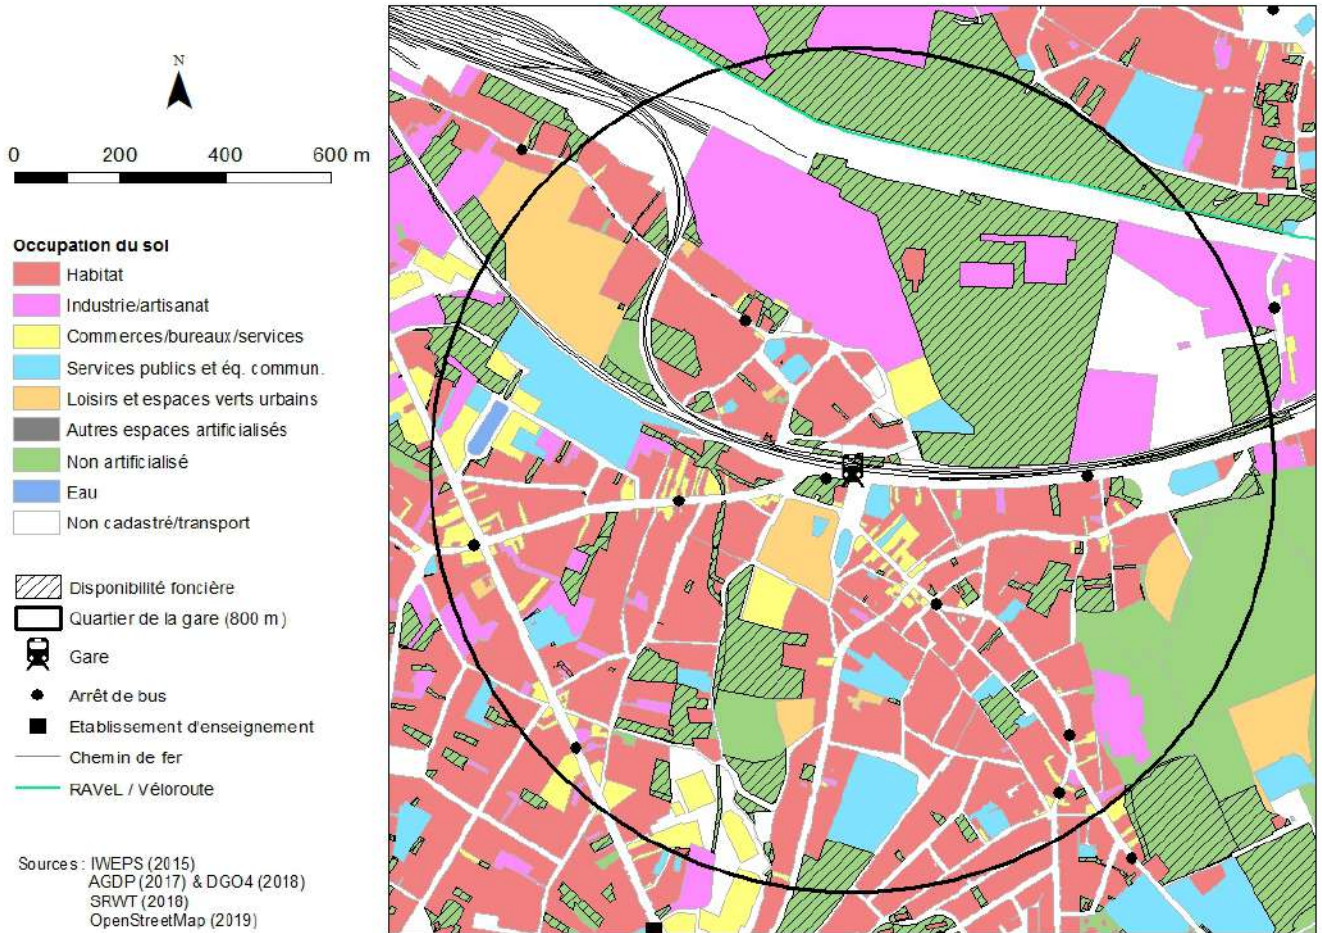 N
0 200 400 600 m
Occupation du sol
Habitat
Industrie/artisanat
Commerces/bureaux/services
Services publics et éq. commun.
Loisirs et espaces verts urbains
Autres espaces artificialisés
Non artificialisé
Eau
Non cadastré/transport
Disponibilité foncière
Quartier de la gare (800 m)
Gare
Arrêt de bus
Etablissement d'enseignement
Chemin de fer
RAVeL / Véloroute
Sources : IWEPS (2015)
AGDP (2017) & DGO4 (2018)
SRWT (2018)
OpenStreetMap (2019)